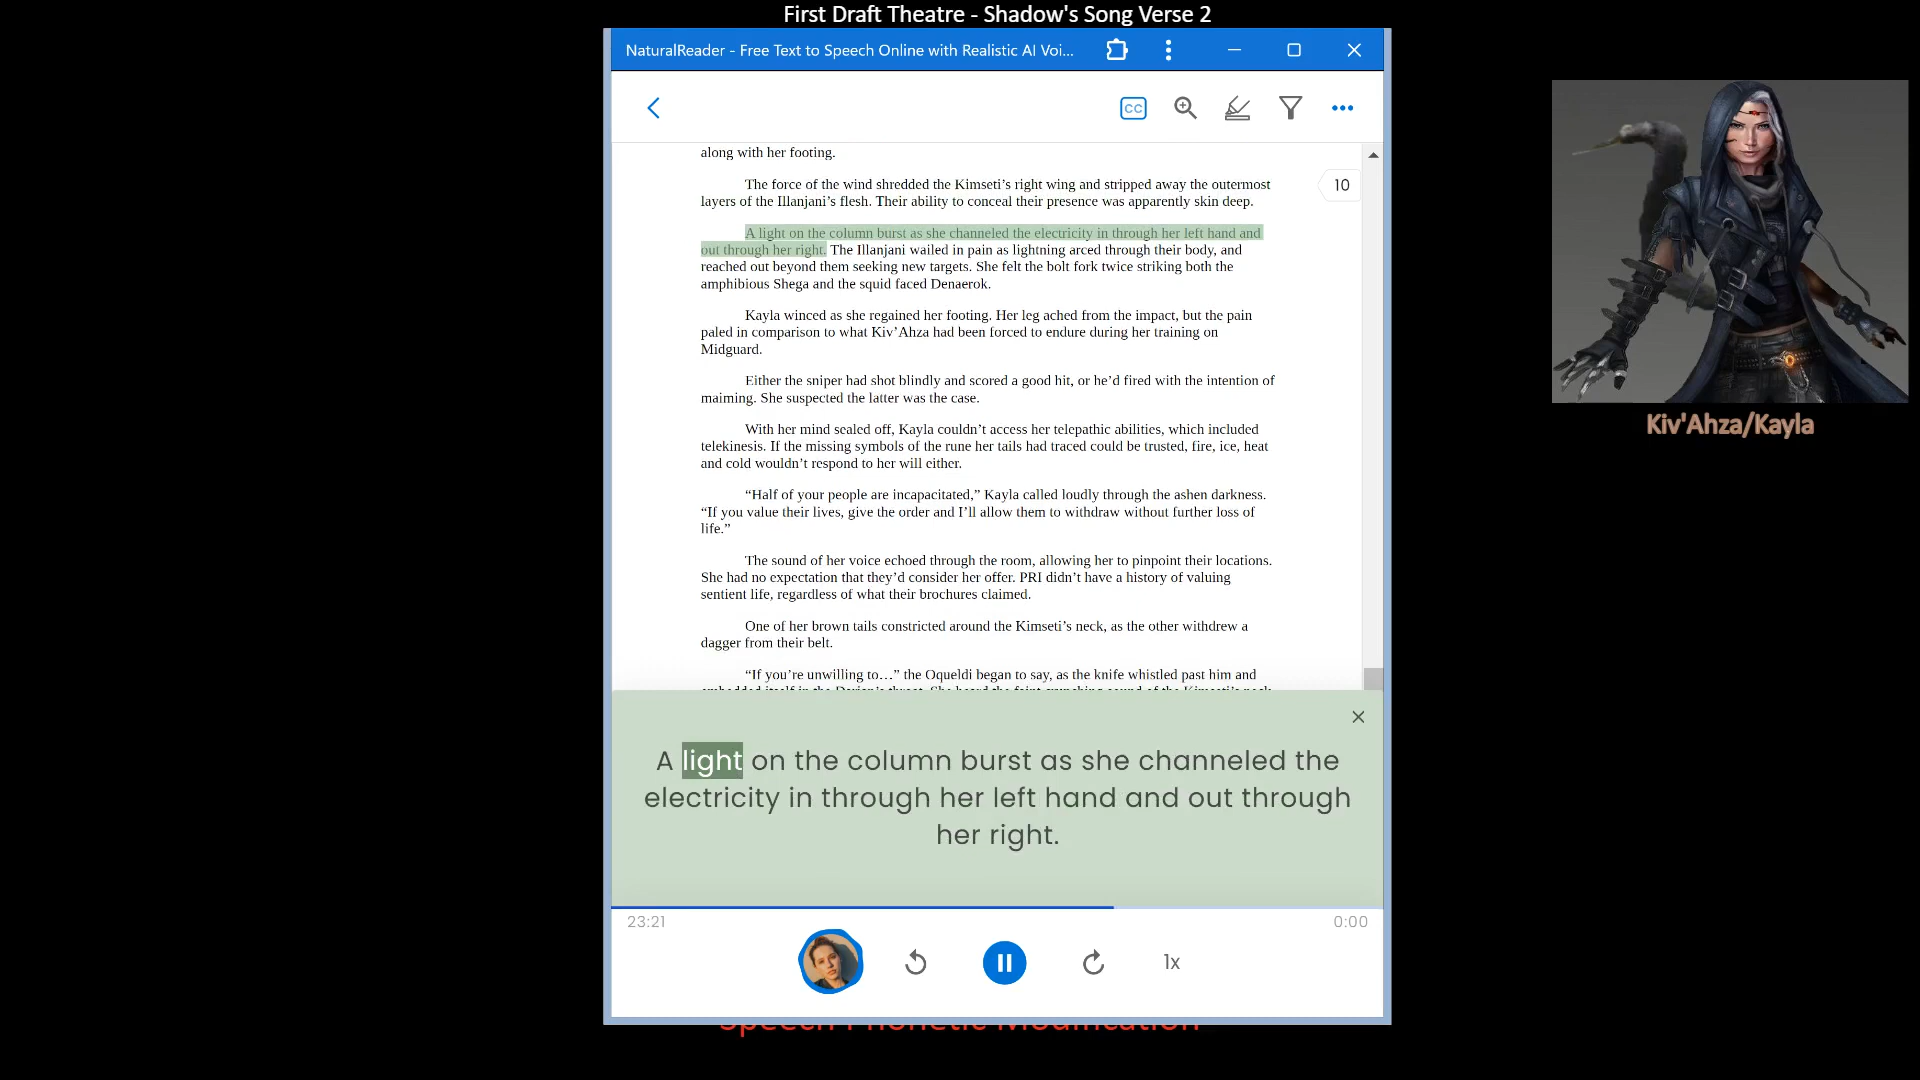 First Draft Theatre - Shadow's Song Verse 2
NaturalReader - Free Text to Speech Online with Realistic AI Voi...
CC
along with her footing.
10
The force of the wind shredded the Kimseti’s right wing and stripped away the outermost
layers of the Illanjani’s flesh. Their ability to conceal their presence was apparently skin deep.
A light on the column burst as she channeled the electricity in through her left hand and
out through her right. The Illanjani wailed in pain as lightning arced through their body, and
reached out beyond them seeking new targets. She felt the bolt fork twice striking both the
amphibious Shega and the squid faced Denaerok.
Kayla winced as she regained her footing. Her leg ached from the impact, but the pain
paled in comparison to what Kiv’Ahza had been forced to endure during her training on
Midguard.
Either the sniper had shot blindly and scored a good hit, or he’d fired with the intention of
maiming. She suspected the latter was the case.
With her mind sealed off, Kayla couldn’t access her telepathic abilities, which included
telekinesis. If the missing symbols of the rune her tails had traced could be trusted, fire, ice, heat
and cold wouldn’t respond to her will either.
“Half of your people are incapacitated,” Kayla called loudly through the ashen darkness.
“If you value their lives, give the order and I’ll allow them to withdraw without further loss of
life.”
The sound of her voice echoed through the room, allowing her to pinpoint their locations.
She had no expectation that they’d consider her offer. PRI didn’t have a history of valuing
sentient life, regardless of what their brochures claimed.
One of her brown tails constricted around the Kimseti’s neck, as the other withdrew a
dagger from their belt.
“If you’re unwilling to…” the Oqueldi began to say, as the knife whistled past him and
A light on the column burst as she channeled the
electricity in through her left hand and out through
her right.
23:21
0:00
1x
Speech Phonetic Modification
Kiv'Ahza/Kayla